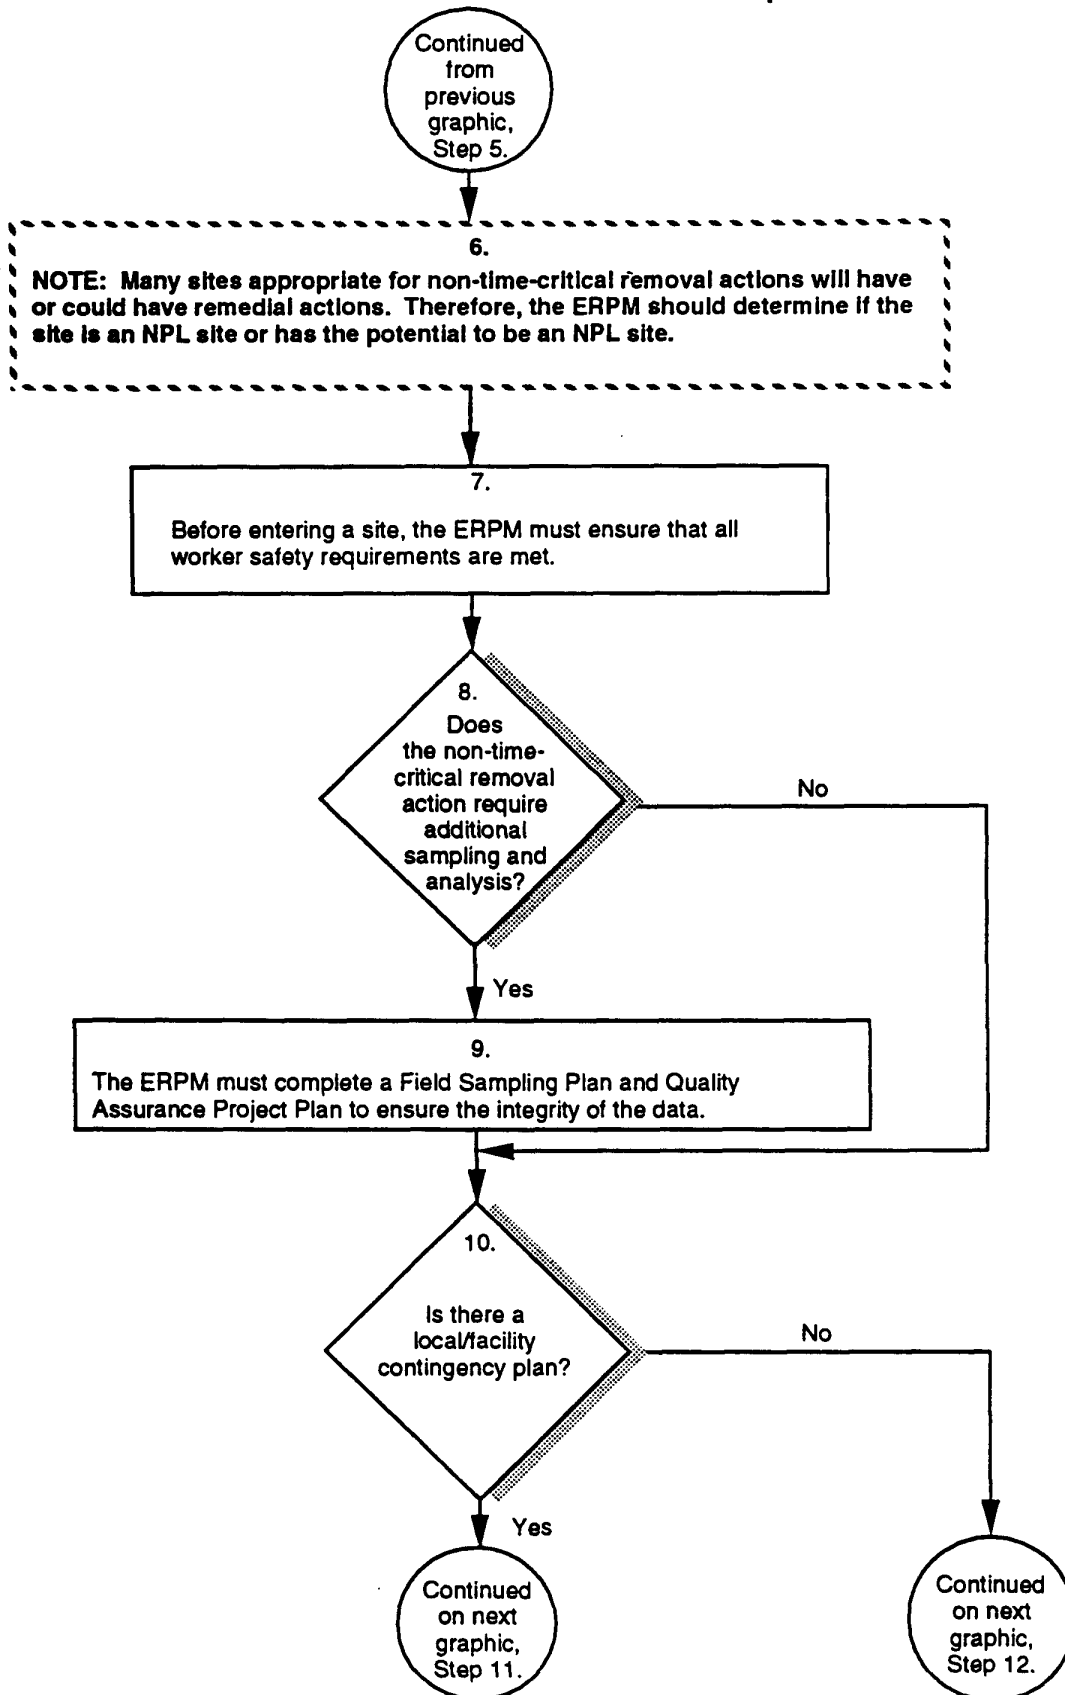 Continued
from
previous
graphic,
Step 5.
6.
NOTE: Many sites appropriate for non-time-critical removal actions will have
or could have remedial actions. Therefore, the ERPM should determine if the
site is an NPL site or has the potential to be an NPL site.
7.
Before entering a site, the ERPM must ensure that all
worker safety requirements are met.
8.
Does
the non-time-
critical removal
action require
additional
sampling and
analysis?
No
Yes
9.
The ERPM must complete a Field Sampling Plan and Quality
Assurance Project Plan to ensure the integrity of the data.
10.
Is there a
local/facility
contingency plan?
No
Yes
Continued
on next
graphic,
Step 11.
Continued
on next
graphic,
Step 12.